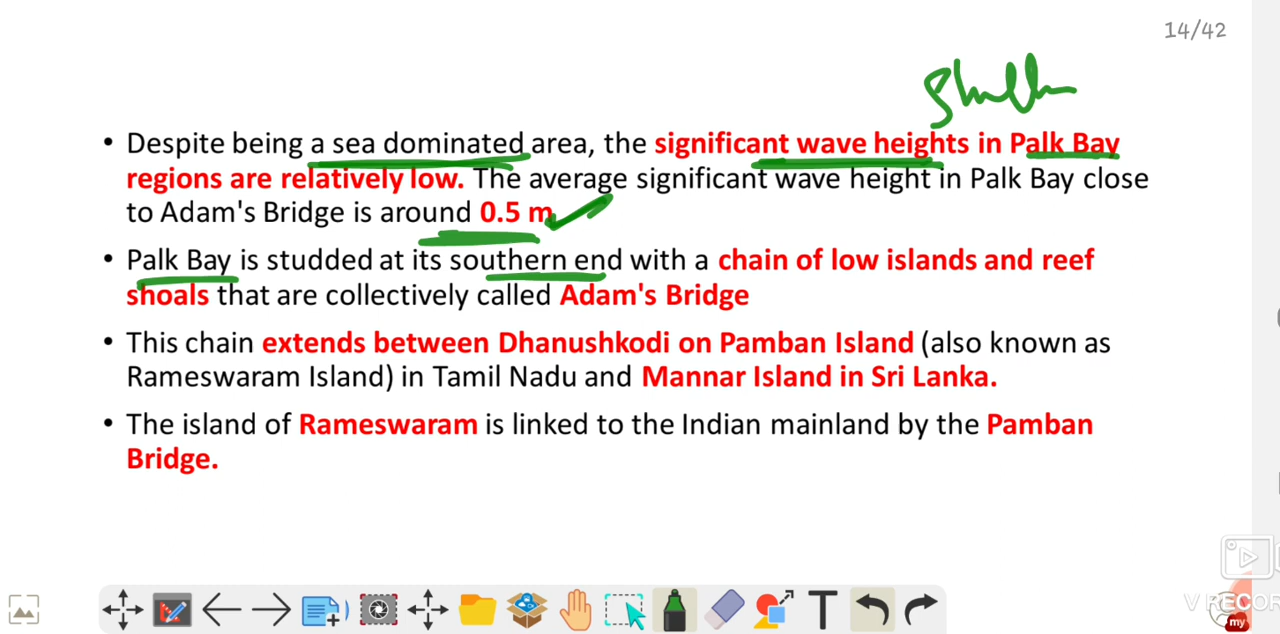 14/42
• Despite being a sea dominated area, the significant wave heights in Palk Bay
regions are relatively low. The average significant wave height in Palk Bay close
to Adam's Bridge is around 0.5 m
• Palk Bay is studded at its southern end with a chain of low islands and reef
shoals that are collectively called Adam's Bridge
• This chain extends between Dhanushkodi on Pamban Island (also known as
Rameswaram Island) in Tamil Nadu and Mannar Island in Sri Lanka.
• The island of Rameswaram is linked to the Indian mainland by the Pamban
Bridge.
T
V RECOR
my